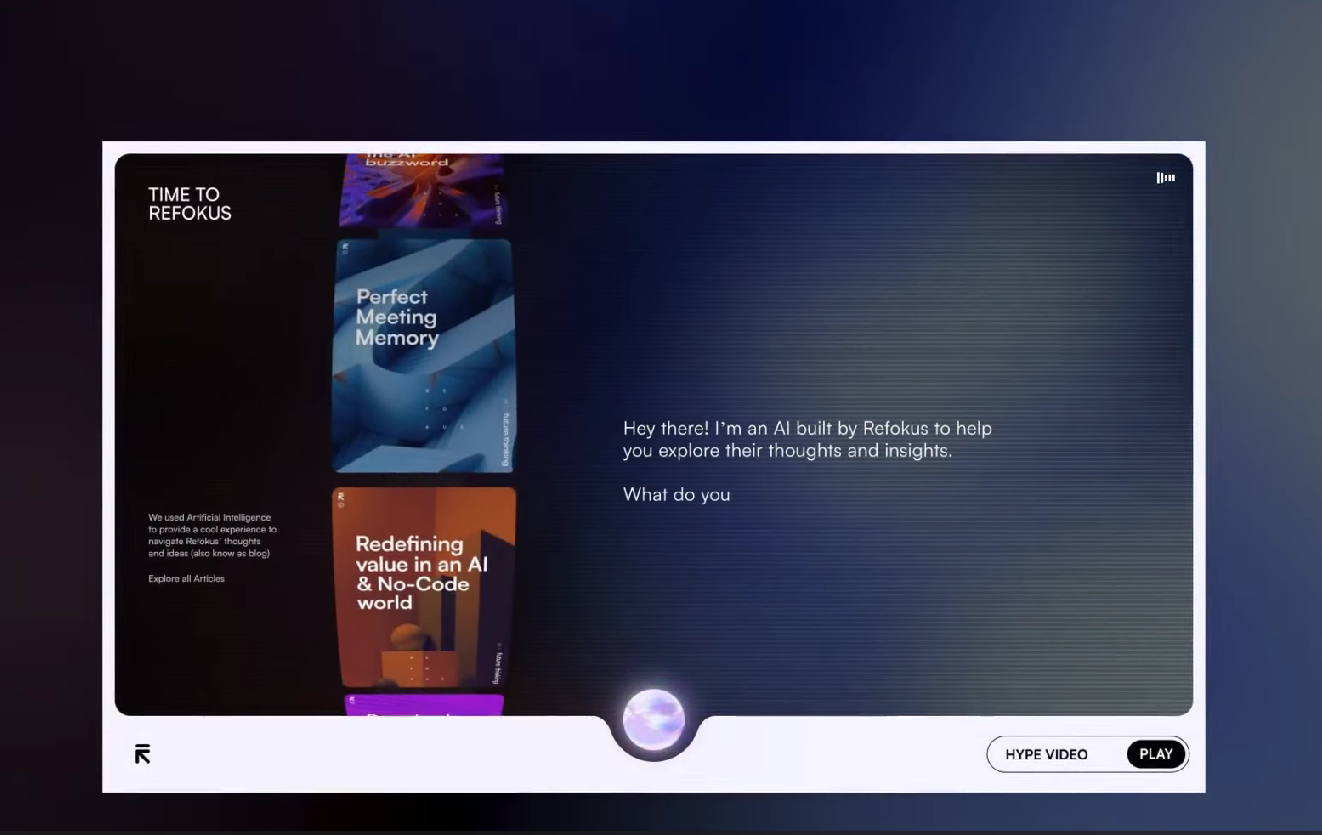 TIME TO
REFOKUS
the AI
buzzword
Perfect
Meeting
Memory
RE
FO
KUS
future thinking
We used Artificial Intelligence
to provide a cool experience to
navigate Refokus' thoughts
and ideas (also know as blog)
Explore all Articles
Redefining
value in an AI
& No-Code
world
Hey there! I'm an AI built by Refokus to help
you explore their thoughts and insights.
What do you
HYPE VIDEO
PLAY